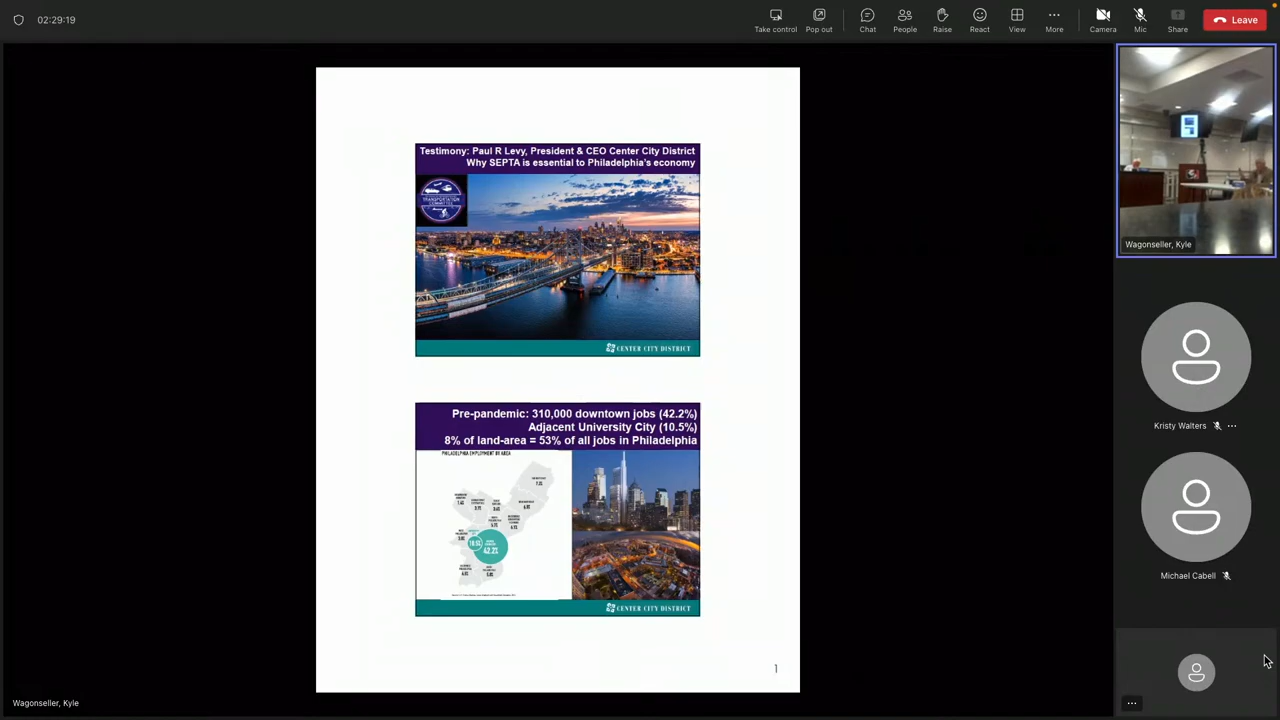 02:29:19
Take control
Pop out
Chat
People
Raise
React
View
More
Camera
Mic
Share
Leave
Testimony: Paul R Levy, President & CEO Center City District
Why SEPTA is essential to Philadelphia's economy
TRANSPORTATION
COMMITTEE
CENTER CITY DISTRICT
Pre-pandemic: 310,000 downtown jobs (42.2%)
Adjacent University City (10.5%)
8% of land-area = 53% of all jobs in Philadelphia
PHILADELPHIA EMPLOYMENT BY AREA
10.5%
42.2%
CENTER CITY DISTRICT
1
Wagonseller, Kyle
Kristy Walters
Michael Cabell
Wagonseller, Kyle